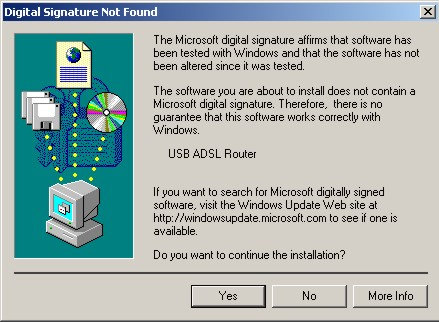 Digital Signature Not Found
The Microsoft digital signature affirms that software has
been tested with Windows and that the software has not
been altered since it was tested.
The software you are about to install does not contain a
Microsoft digital signature. Therefore,  there is no
guarantee that this software works correctly with
Windows.
USB ADSL Router
If you want to search for Microsoft digitally signed
software, visit the Windows Update Web site at
http://windowsupdate.microsoft.com to see if one is
available.
Do you want to continue the installation?
Yes No More Info